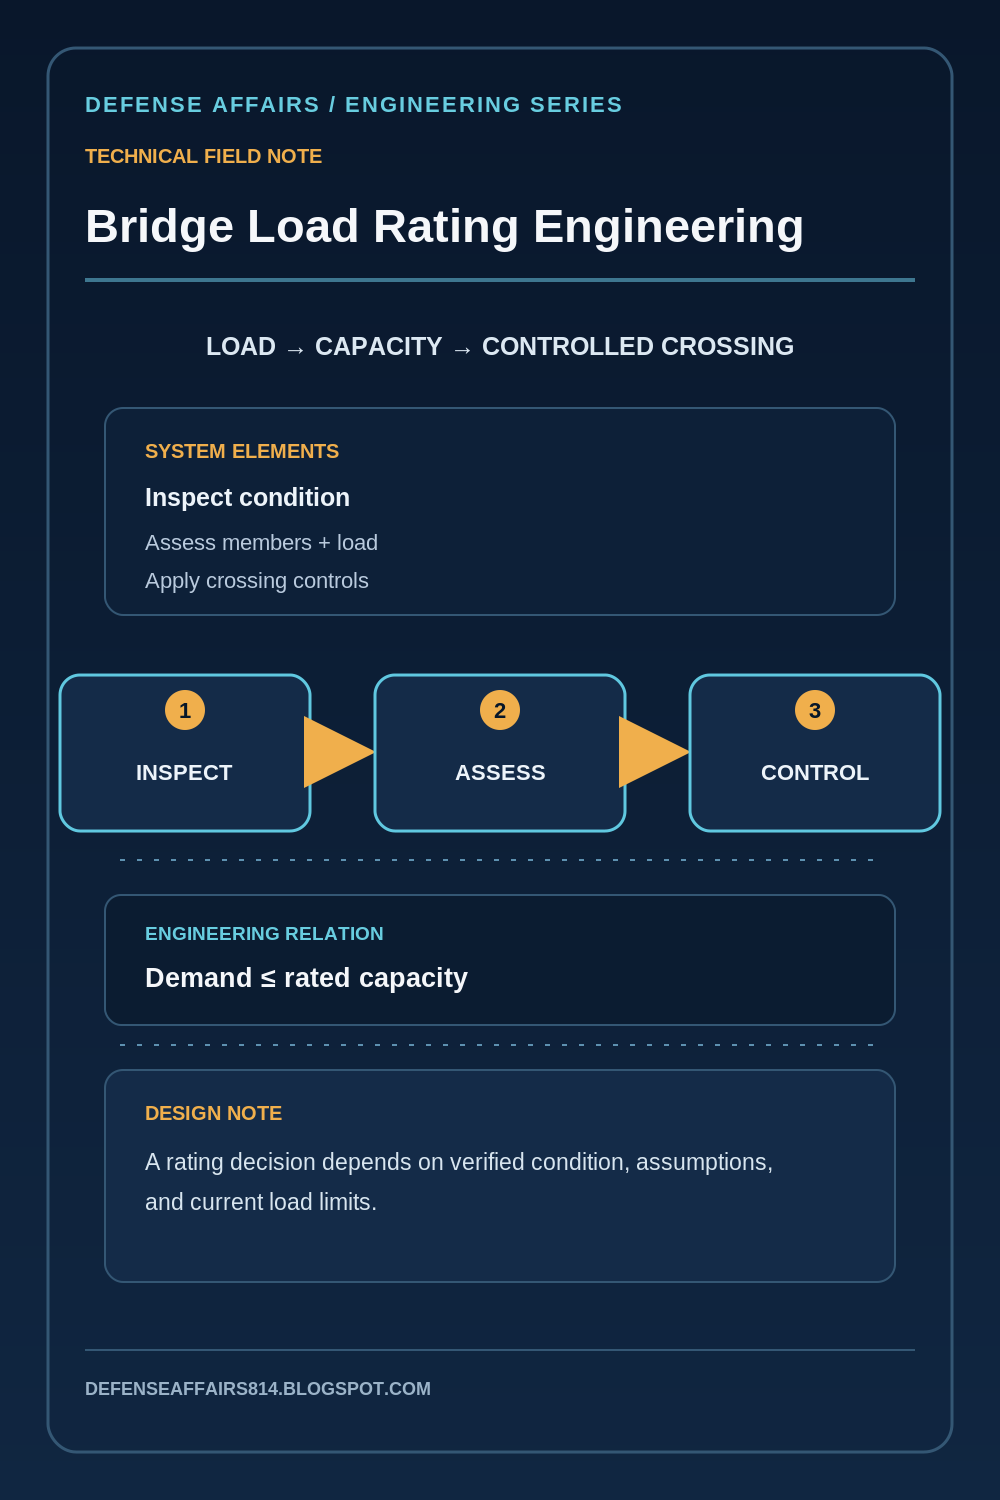 DEFENSE AFFAIRS / ENGINEERING SERIES
TECHNICAL FIELD NOTE
Bridge Load Rating Engineering
LOAD → CAPACITY → CONTROLLED CROSSING
SYSTEM ELEMENTS
Inspect condition
Assess members + load
Apply crossing controls
1
INSPECT
2
ASSESS
3
CONTROL
ENGINEERING RELATION
Demand ≤ rated capacity
DESIGN NOTE
A rating decision depends on verified condition, assumptions,
and current load limits.
DEFENSEAFFAIRS814.BLOGSPOT.COM